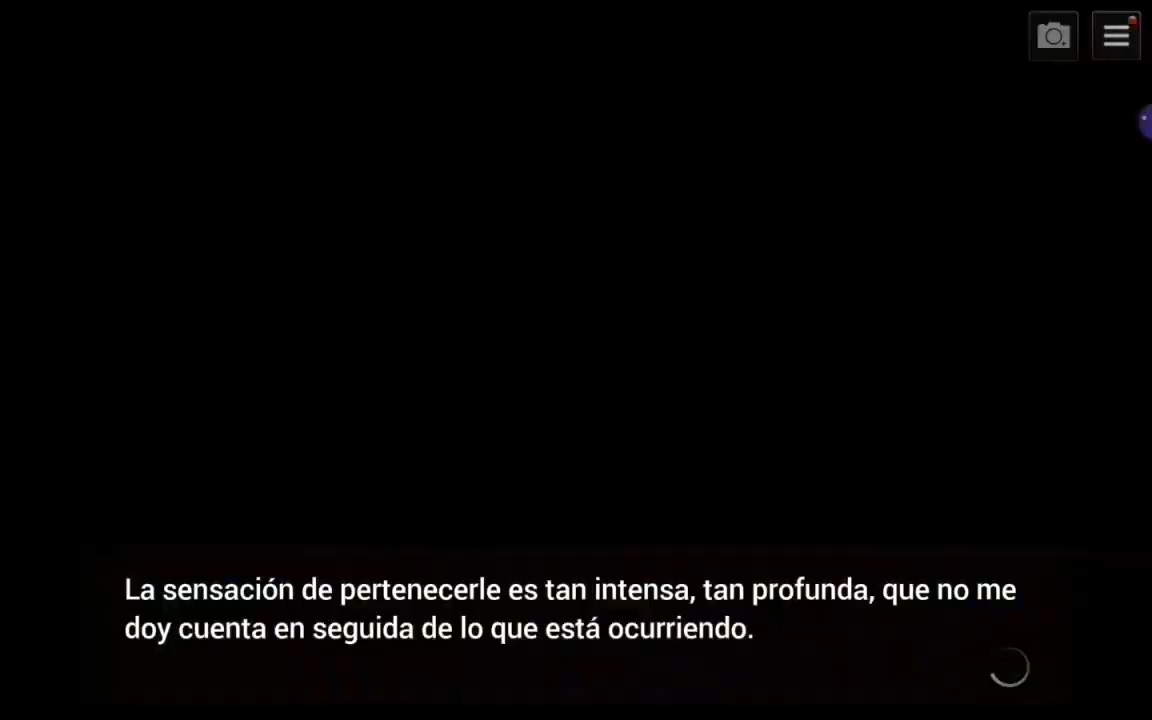 La sensación de pertenecerle es tan intensa, tan profunda, que no me
doy cuenta en seguida de lo que está ocurriendo.